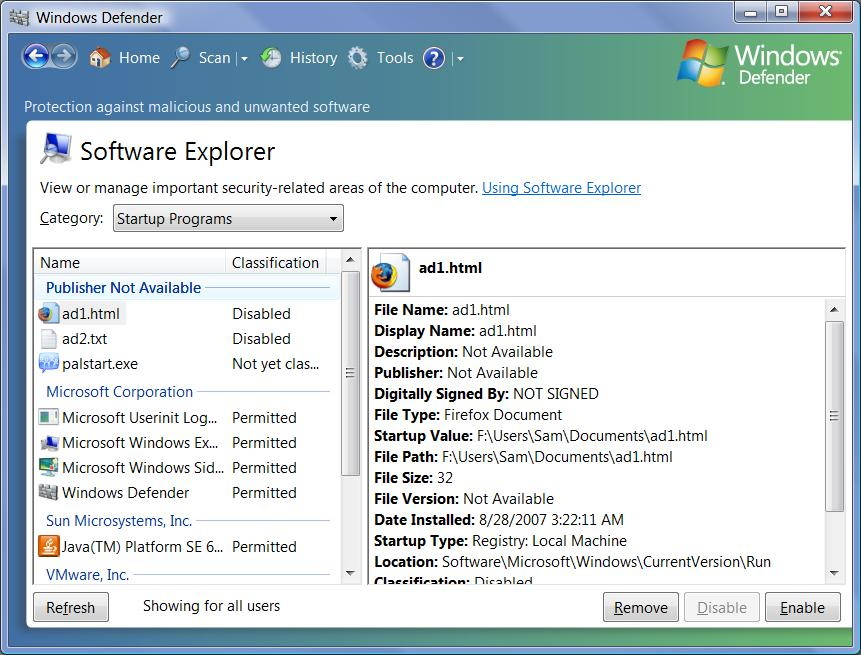 Windows Defender
Home Scan History Tools ?
Windows Defender
Protection against malicious and unwanted software
Software Explorer
View or manage important security-related areas of the computer. Using Software Explorer
Category: Startup Programs
Name Classification
Publisher Not Available
ad1.html Disabled
ad2.txt Disabled
palstart.exe Not yet clas...
Microsoft Corporation
Microsoft Userinit Log... Permitted
Microsoft Windows Ex... Permitted
Microsoft Windows Sid... Permitted
Windows Defender Permitted
Sun Microsystems, Inc.
Java(TM) Platform SE 6... Permitted
VMware, Inc.
ad1.html
File Name: ad1.html
Display Name: ad1.html
Description: Not Available
Publisher: Not Available
Digitally Signed By: NOT SIGNED
File Type: Firefox Document
Startup Value: F:\Users\Sam\Documents\ad1.html
File Path: F:\Users\Sam\Documents\ad1.html
File Size: 32
File Version: Not Available
Date Installed: 8/28/2007 3:22:11 AM
Startup Type: Registry: Local Machine
Location: Software\Microsoft\Windows\CurrentVersion\Run
Classification: Disabled
Refresh Showing for all users Remove Disable Enable